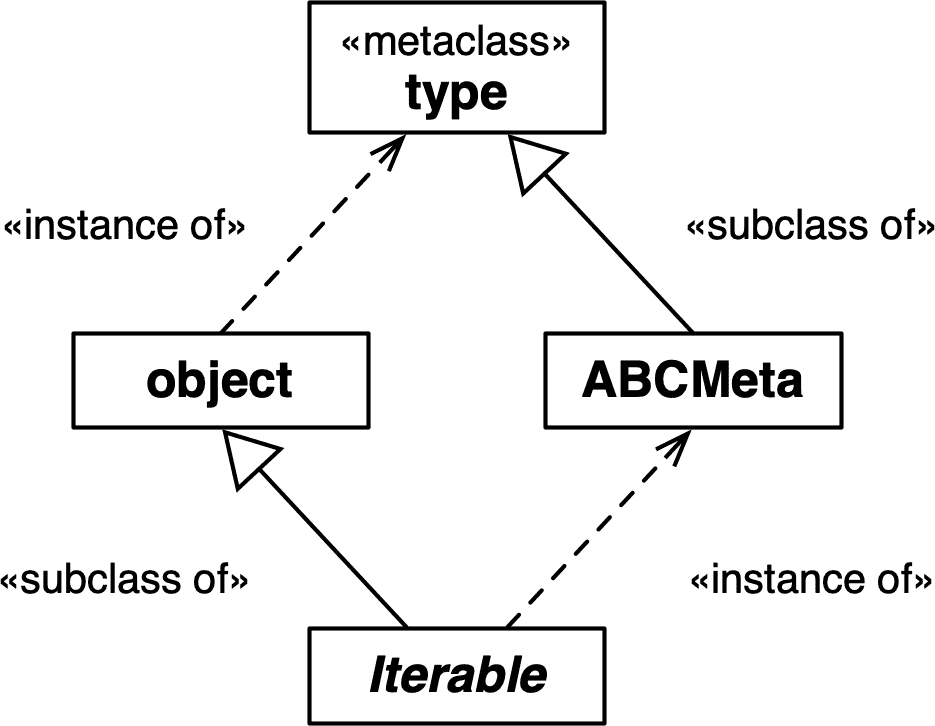 «metaclass»
type
«instance of»
«subclass of»
object
ABCMeta
«subclass of»
«instance of»
Iterable